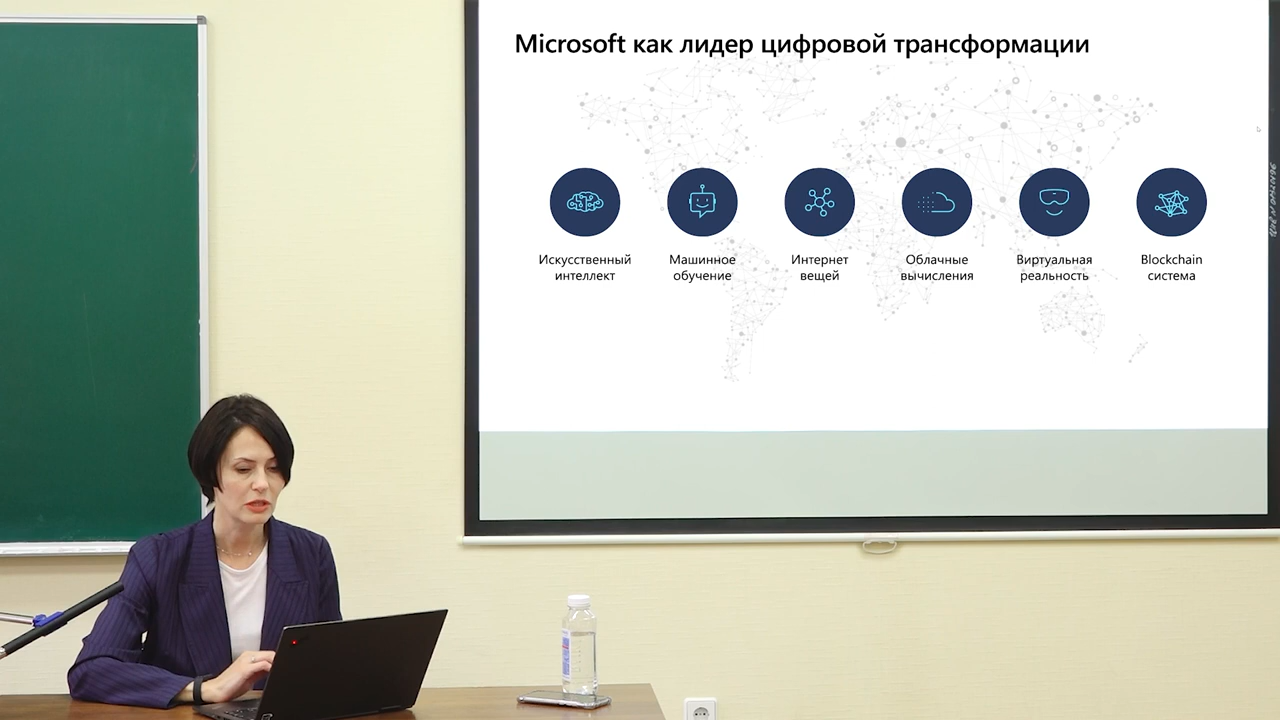 Microsoft как лидер цифровой трансформации
Искусственный
интеллект
Машинное
обучение
Интернет
вещей
Облачные
вычисления
Виртуальная
реальность
Blockchain
система